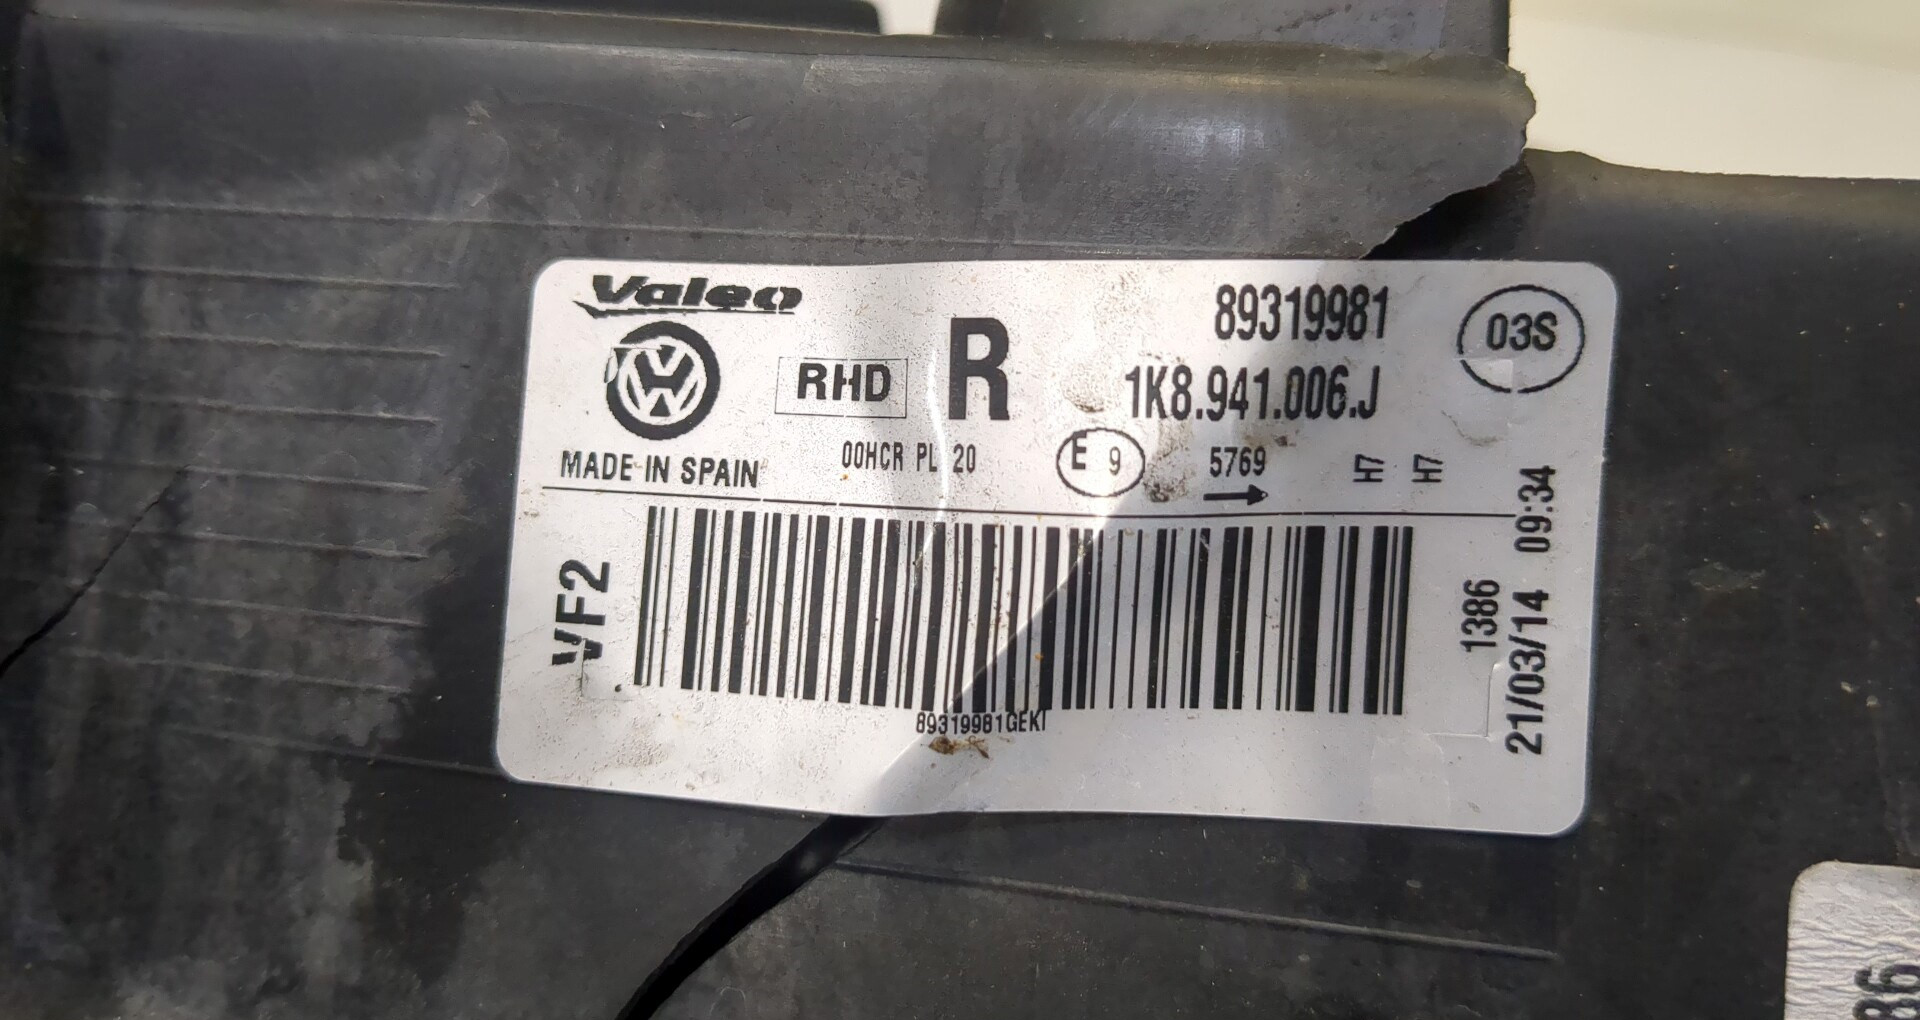 Valeo
89319981
03S
RHD R
1K8.941.006.J
MADE IN SPAIN
00HCR PL 20
E 9
5769
H7 H7
VF2
89319981GEKI
1386
21/03/14 09:34
86